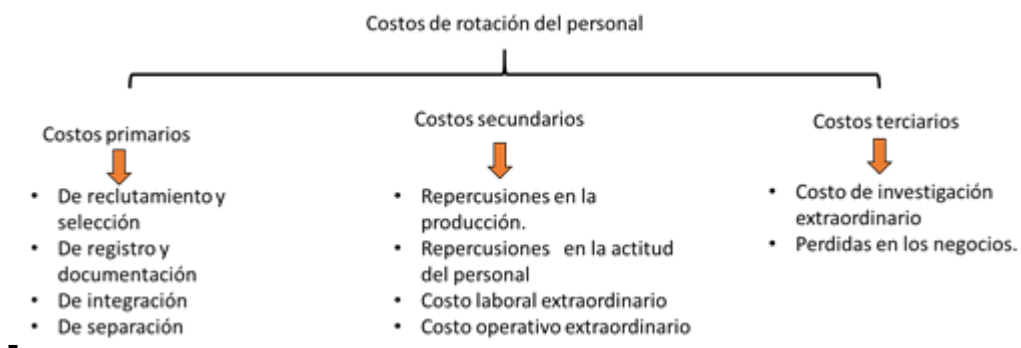 Costos de rotación del personal
Costos primarios
• De reclutamiento y
selección
• De registro y
documentación
• De integración
• De separación
Costos secundarios
• Repercusiones en la
producción.
• Repercusiones en la actitud
del personal
• Costo laboral extraordinario
• Costo operativo extraordinario
Costos terciarios
• Costo de investigación
extraordinario
• Perdidas en los negocios.